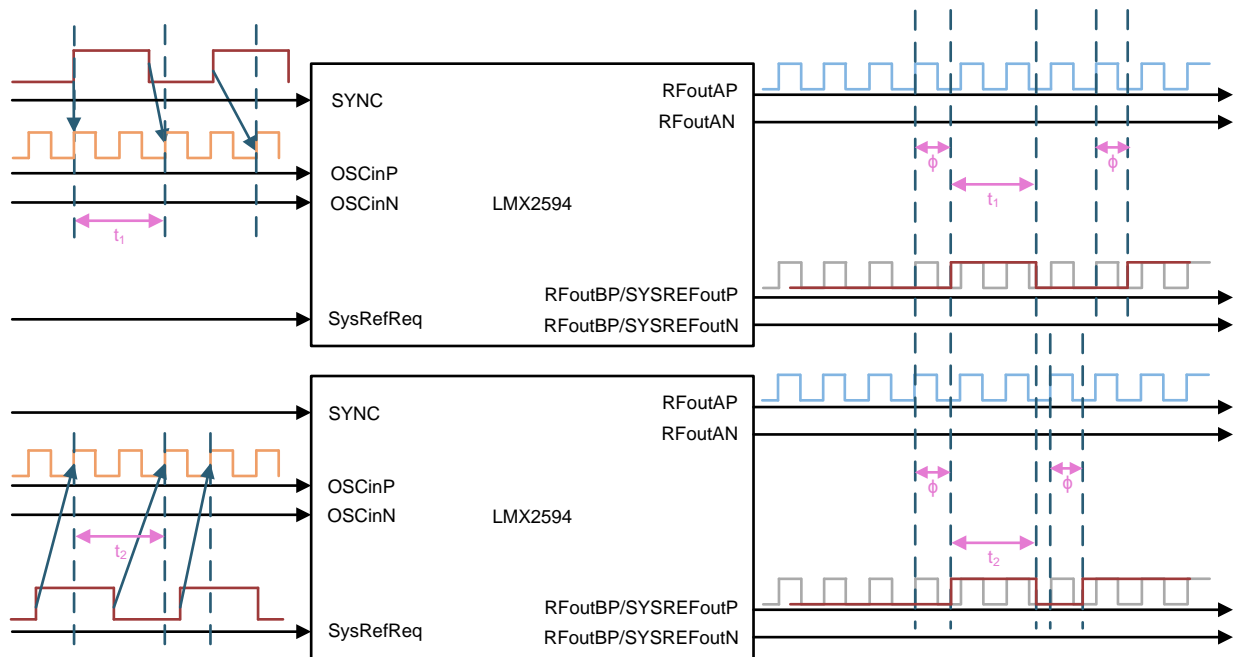 SYNC
OSCinP
OSCinN
LMX2594
SysRefReq
t1
RFoutAP
RFoutAN
RFoutBP/SYSREFoutP
RFoutBP/SYSREFoutN
ϕ
t1
ϕ
SYNC
OSCinP
OSCinN
LMX2594
SysRefReq
t2
RFoutAP
RFoutAN
RFoutBP/SYSREFoutP
RFoutBP/SYSREFoutN
ϕ
t2
ϕ